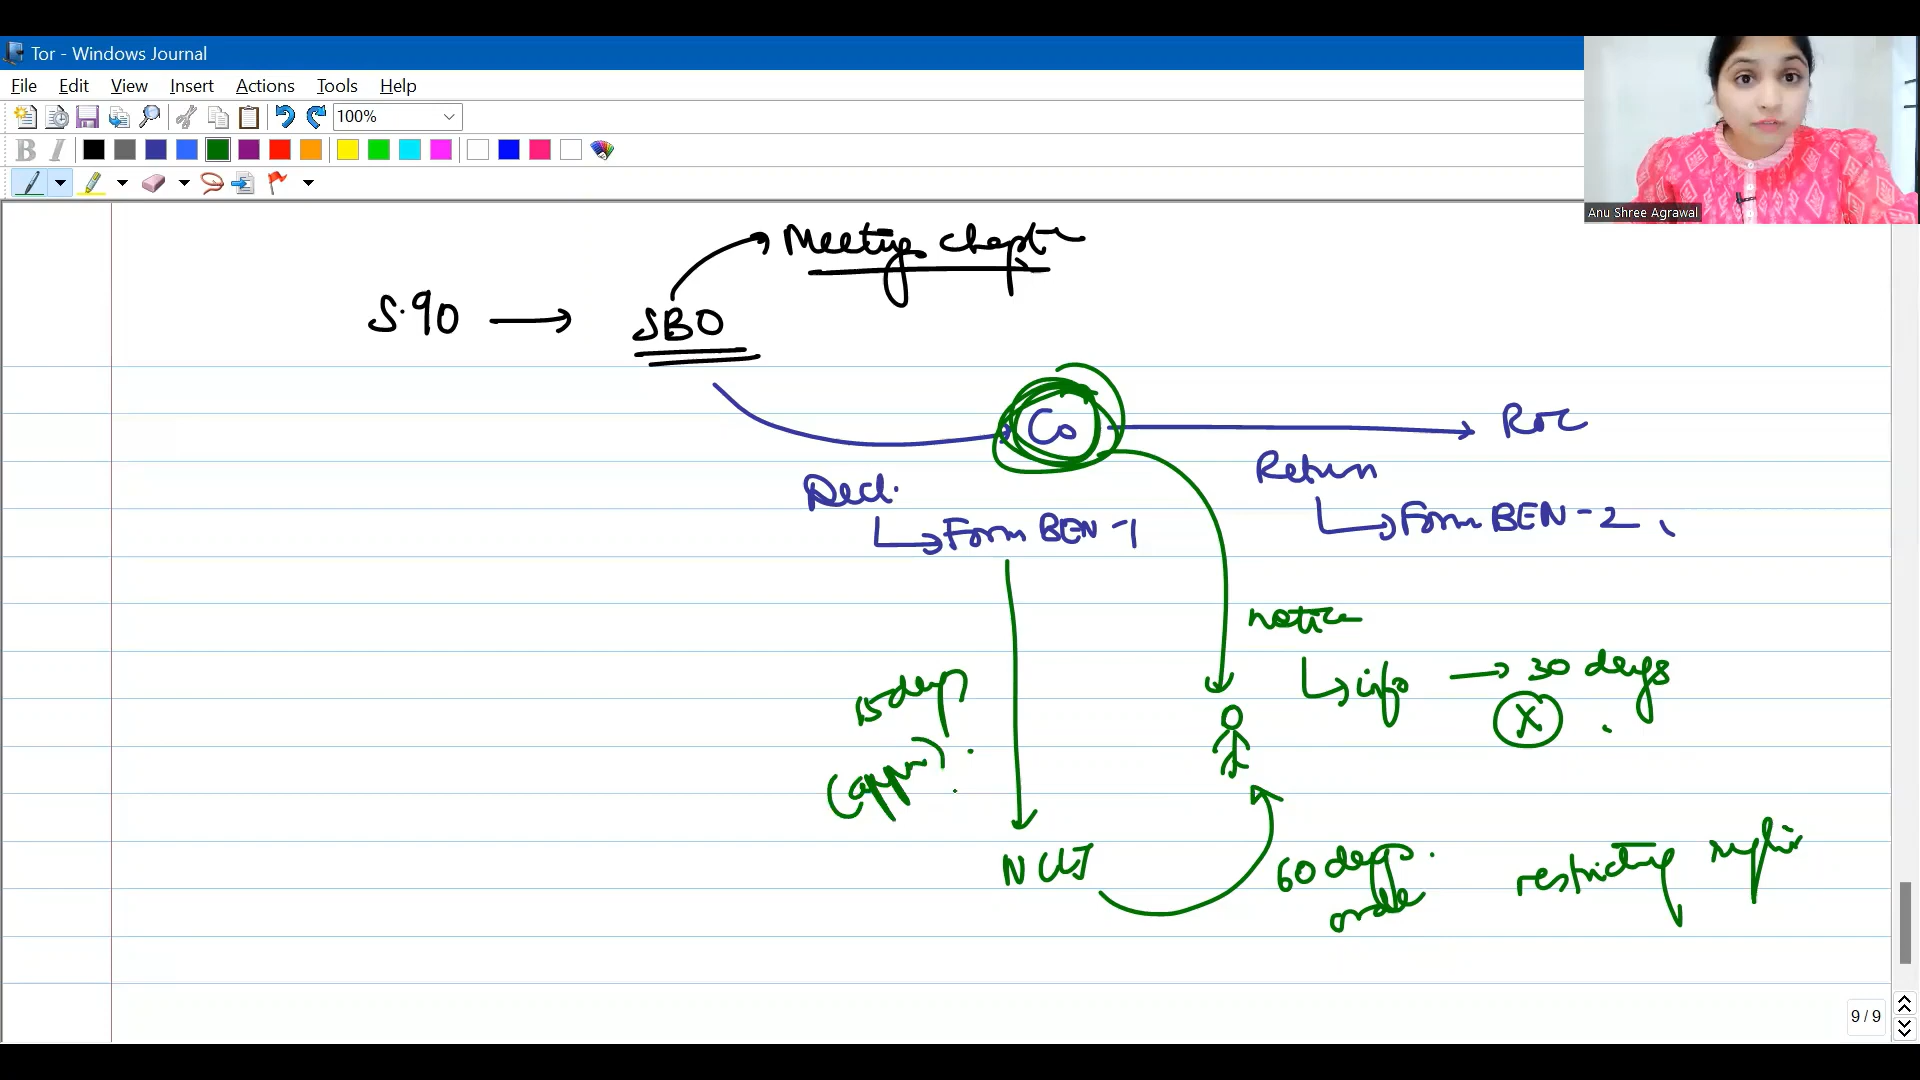 Tor - Windows Journal
File Edit View Insert Actions Tools Help
100%
Anu Shree Agrawal
Meeting chapter
S.90 → SBO
Co
ROC
Decl.
Form BEN-1
Return
Form BEN-2
notice
info → 30 days
X
15 days
(appn)
NCLT
60 days.
order
restricting rights
9 / 9